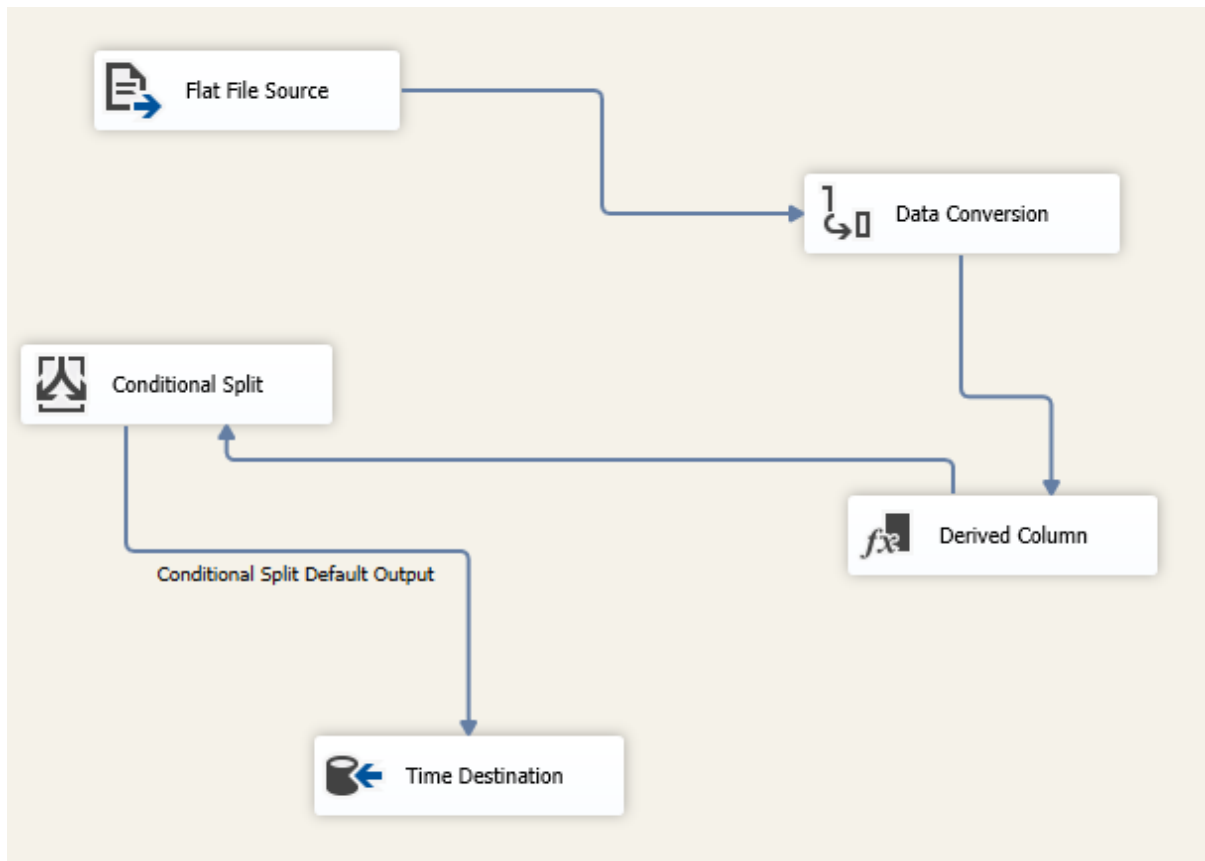 Flat File Source
Data Conversion
Conditional Split
Derived Column
Conditional Split Default Output
Time Destination